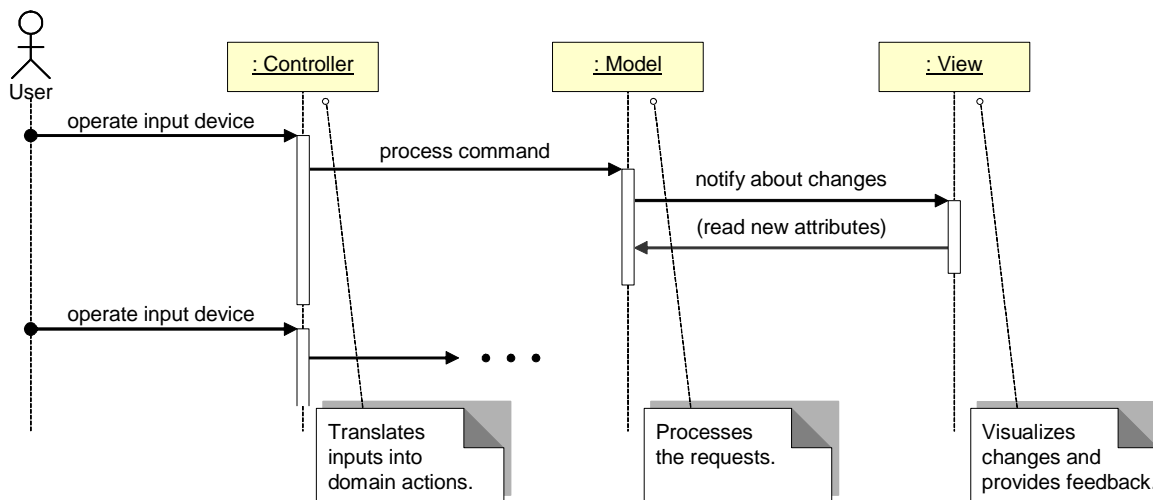 User
: Controller
: Model
: View
operate input device
process command
notify about changes
(read new attributes)
operate input device
Translates
inputs into
domain actions.
Processes
the requests.
Visualizes
changes and
provides feedback.